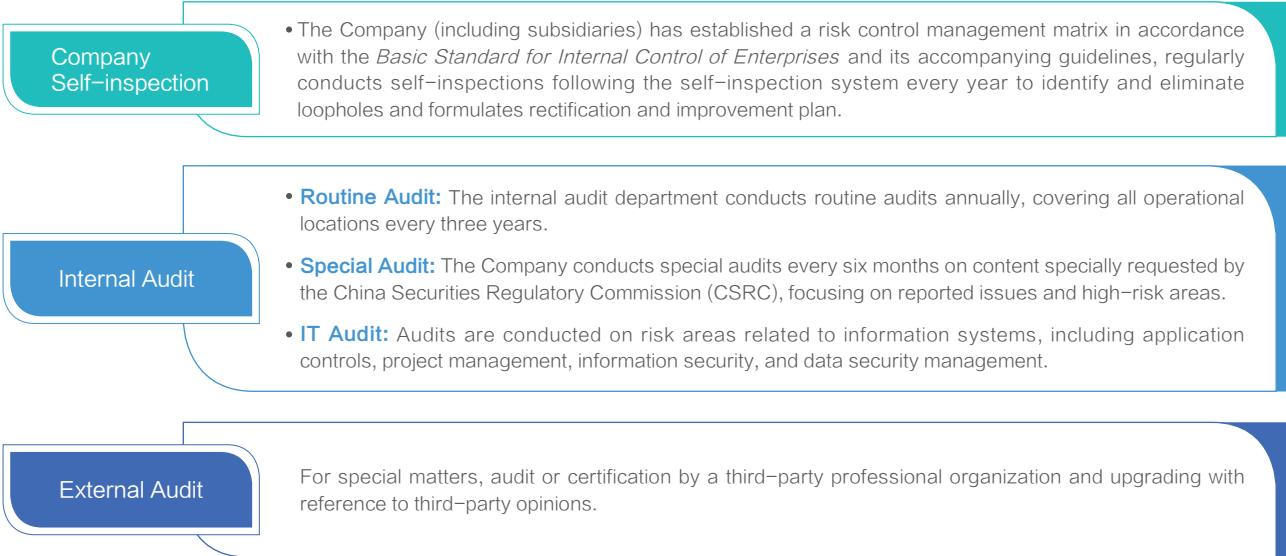 Company
Self-inspection
• The Company (including subsidiaries) has established a risk control management matrix in accordance
with the Basic Standard for Internal Control of Enterprises and its accompanying guidelines, regularly
conducts self-inspections following the self-inspection system every year to identify and eliminate
loopholes and formulates rectification and improvement plan.
Internal Audit
• Routine Audit: The internal audit department conducts routine audits annually, covering all operational
locations every three years.
• Special Audit: The Company conducts special audits every six months on content specially requested by
the China Securities Regulatory Commission (CSRC), focusing on reported issues and high-risk areas.
• IT Audit: Audits are conducted on risk areas related to information systems, including application
controls, project management, information security, and data security management.
External Audit
For special matters, audit or certification by a third-party professional organization and upgrading with
reference to third-party opinions.